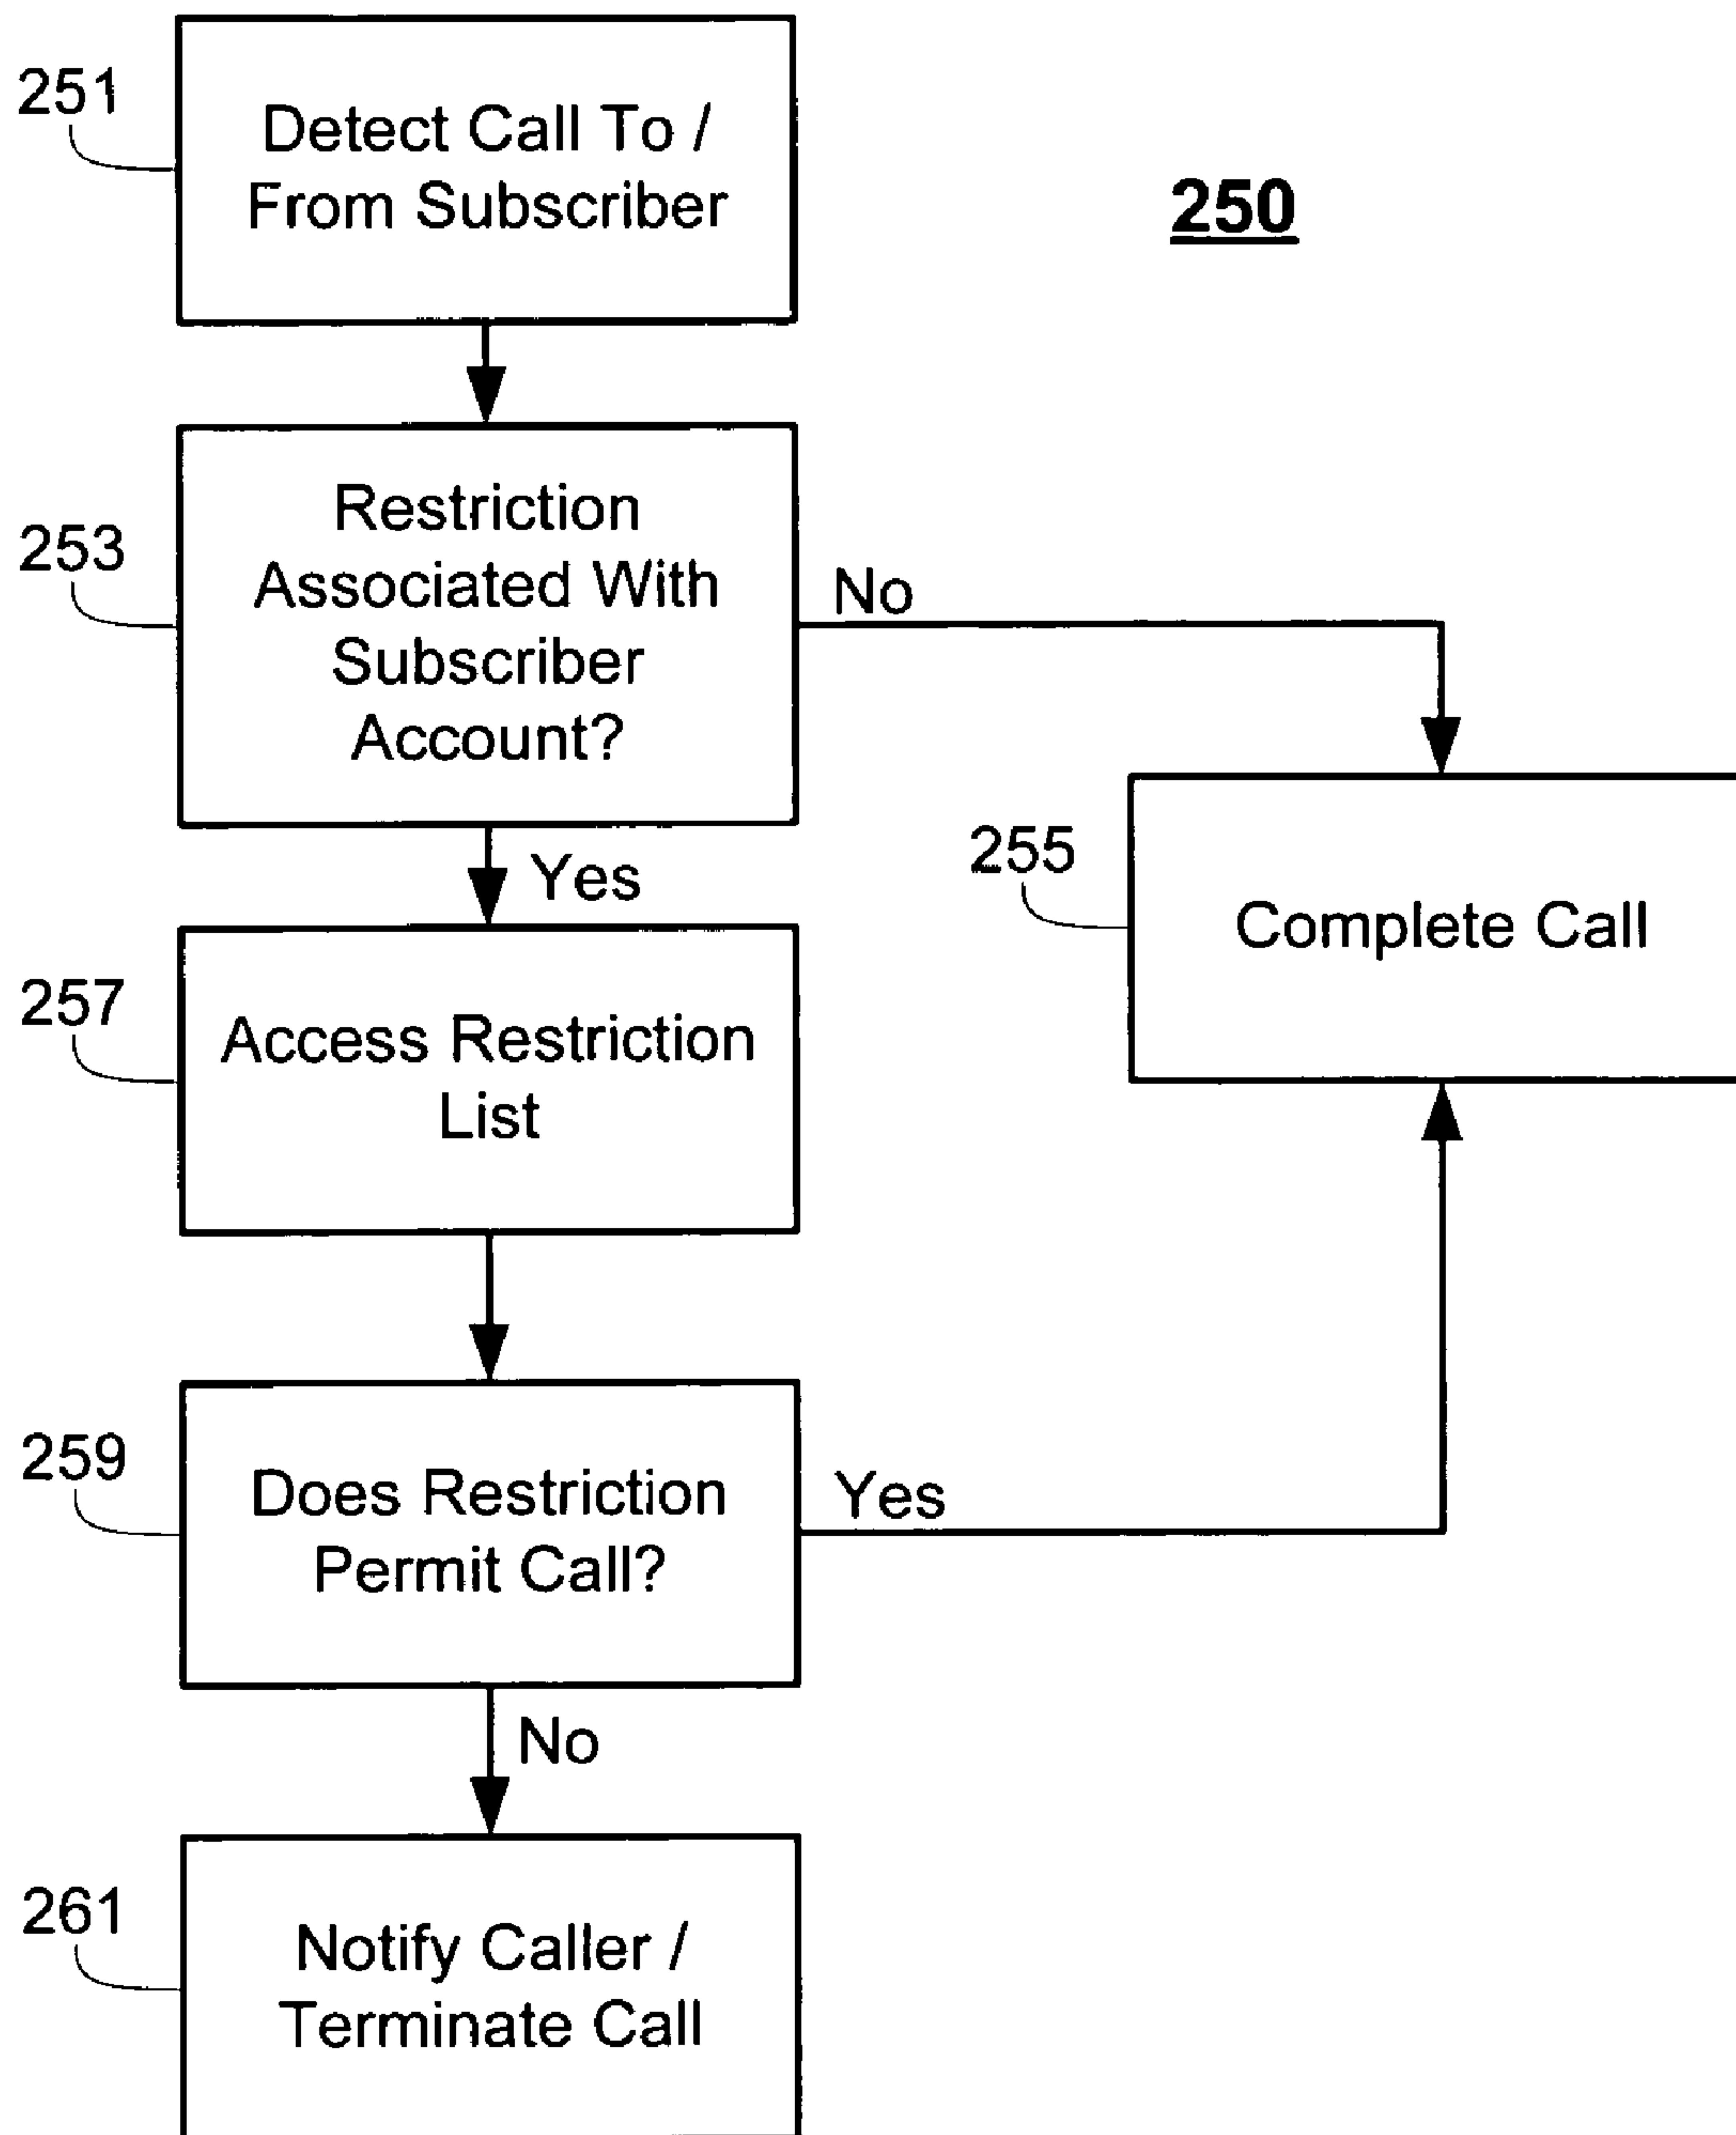 251
Detect Call To /
From Subscriber
250
253
Restriction
Associated With
Subscriber
Account?
No
Yes
255
Complete Call
257
Access Restriction
List
259
Does Restriction
Permit Call?
Yes
No
261
Notify Caller /
Terminate Call